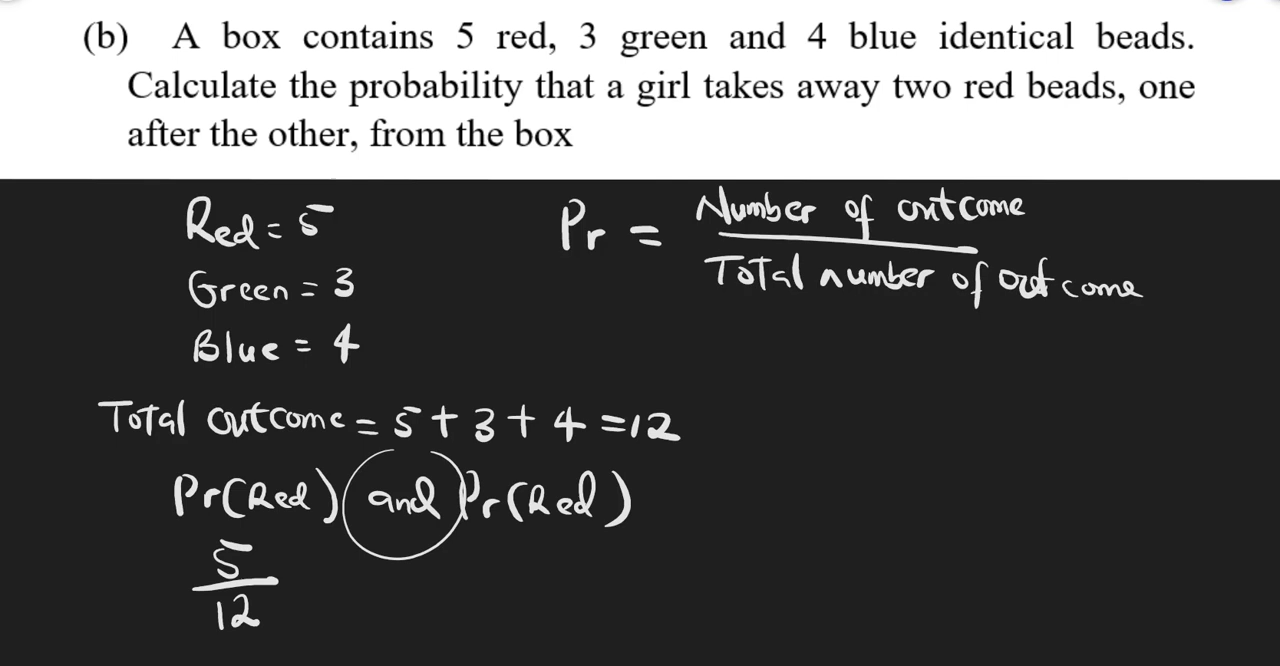 (b) A box contains 5 red, 3 green and 4 blue identical beads.
Calculate the probability that a girl takes away two red beads, one
after the other, from the box
Red = 5
Green = 3
Blue = 4
Pr = Number of outcome / Total number of outcome
Total outcome = 5 + 3 + 4 = 12
Pr(Red) and Pr(Red)
5
12